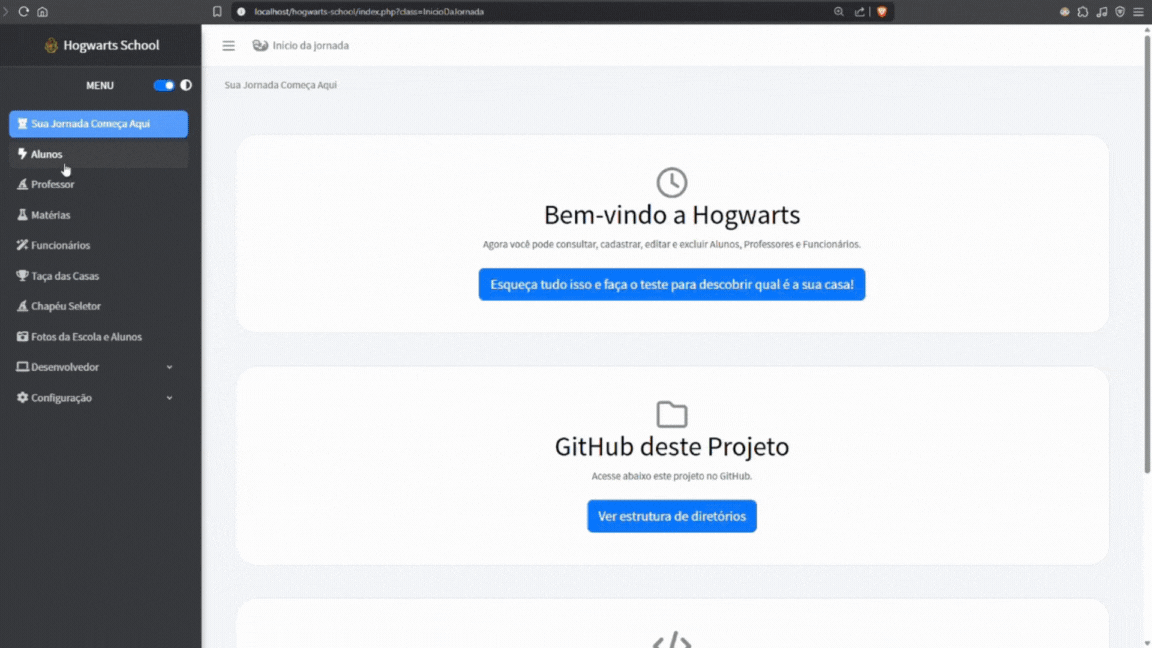 localhost/hogwarts-school/index.php?class=InicioDaJornada
Hogwarts School
MENU
Sua Jornada Começa Aqui
Alunos
Professor
Matérias
Funcionários
Taça das Casas
Chapéu Seletor
Fotos da Escola e Alunos
Desenvolvedor
Configuração
Inicio da jornada
Sua Jornada Começa Aqui
Bem-vindo a Hogwarts
Agora você pode consultar, cadastrar, editar e excluir Alunos, Professores e Funcionários.
Esqueça tudo isso e faça o teste para descobrir qual é a sua casa!
GitHub deste Projeto
Acesse abaixo este projeto no GitHub.
Ver estrutura de diretórios